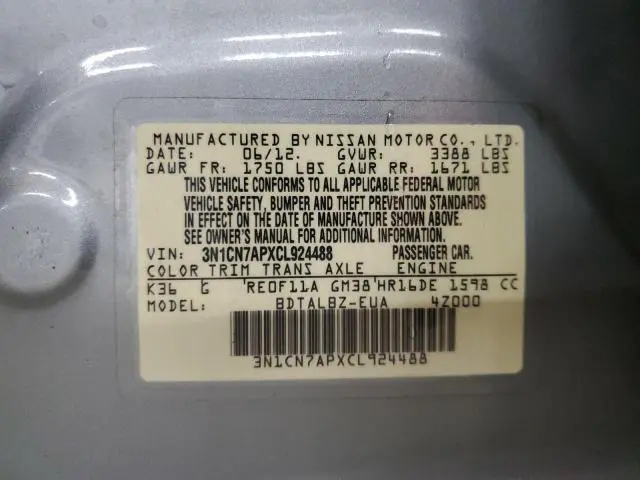 MANUFACTURED BY NISSAN MOTOR CO., LTD.
DATE: 06/12. GVWR: 3388 LBS
GAWR FR: 1750 LBS GAWR RR: 1671 LBS
THIS VEHICLE CONFORMS TO ALL APPLICABLE FEDERAL MOTOR
VEHICLE SAFETY, BUMPER AND THEFT PREVENTION STANDARDS
IN EFFECT ON THE DATE OF MANUFACTURE SHOWN ABOVE.
SEE OWNER'S MANUAL FOR ADDITIONAL INFORMATION.
VIN: 3N1CN7APXCL924488 PASSENGER CAR.
COLOR TRIM TRANS AXLE ENGINE
K36 G RE0F11A GM38 HR16DE 1598 CC
MODEL: BDTALBZ-EUA 4Z000
3N1CN7APXCL924488